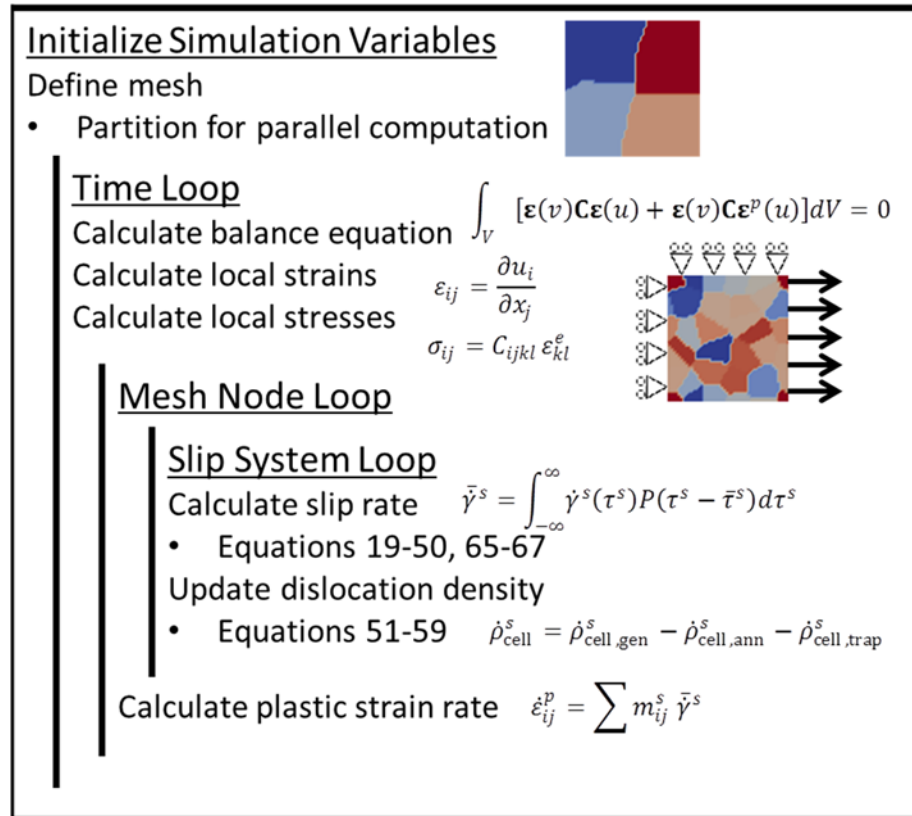 Initialize Simulation Variables
Define mesh
• Partition for parallel computation
Time Loop
Calculate balance equation ∫_V [𝛆(v)𝐂𝛆(u) + 𝛆(v)𝐂𝛆^p(u)]dV = 0
Calculate local strains ε_ij = ∂u_i/∂x_j
Calculate local stresses
σ_ij = C_ijkl ε^e_kl
Mesh Node Loop
Slip System Loop
Calculate slip rate γ̄̇^s = ∫_{-∞}^{∞} γ̇^s(τ^s)P(τ^s − τ̄^s)dτ^s
• Equations 19-50, 65-67
Update dislocation density
• Equations 51-59 ρ̇^s_cell = ρ̇^s_cell,gen − ρ̇^s_cell,ann − ρ̇^s_cell,trap
Calculate plastic strain rate ε̇^p_ij = ∑ m^s_ij γ̄̇^s